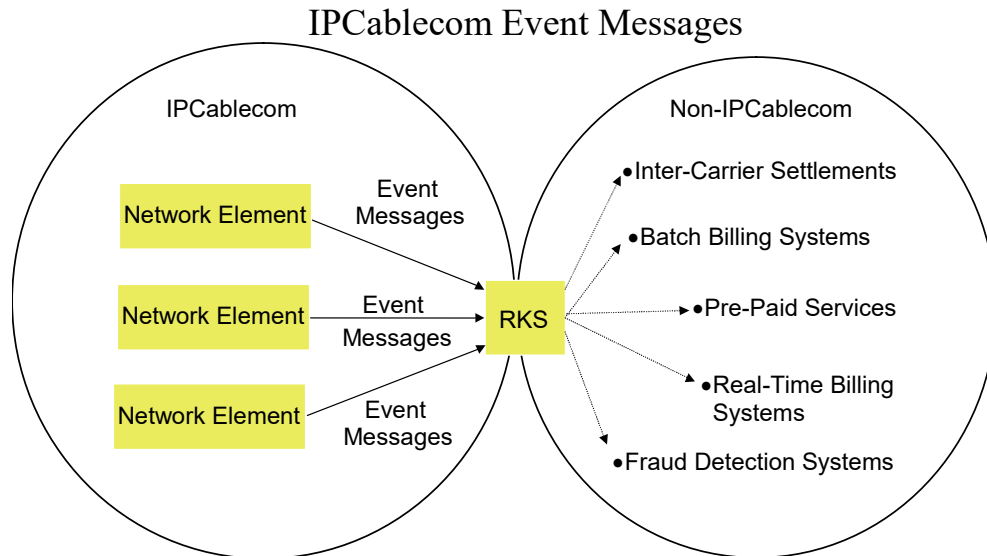 IPCablecom Event Messages
IPCablecom
Non-IPCablecom
Network Element
Event
Messages
Network Element
Event
Messages
Network Element
Event
Messages
RKS
•Inter-Carrier Settlements
•Batch Billing Systems
•Pre-Paid Services
•Real-Time Billing
Systems
•Fraud Detection Systems